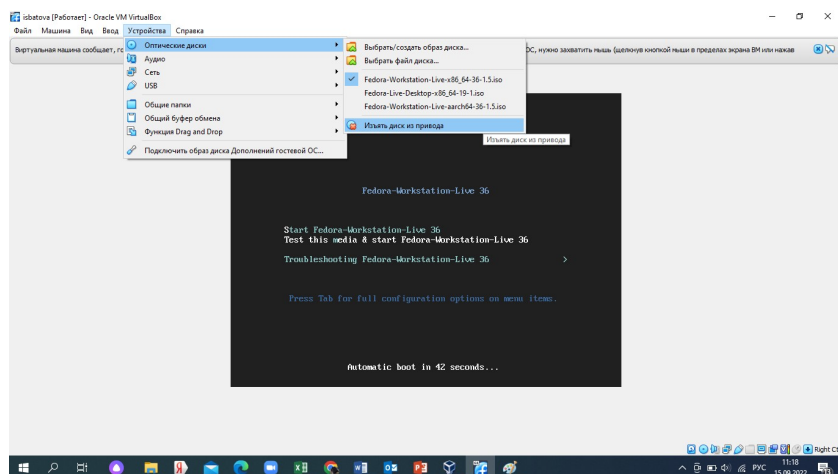 isbatova [Работает] - Oracle VM VirtualBox
Файл Машина Вид Ввод Устройства Справка
Виртуальная машина сообщает, го
ОС, нужно захватить мышь (щелкнув кнопкой мыши в пределах экрана ВМ или нажав
Оптические диски
Аудио
Сеть
USB
Общие папки
Общий буфер обмена
Функция Drag and Drop
Подключить образ диска Дополнений гостевой ОС...
Выбрать/создать образ диска...
Выбрать файл диска...
Fedora-Workstation-Live-x86_64-36-1.5.iso
Fedora-Live-Desktop-x86_64-19-1.iso
Fedora-Workstation-Live-aarch64-36-1.5.iso
Изъять диск из привода
Изъять диск из привода
Fedora-Workstation-Live 36
Start Fedora-Workstation-Live 36
Test this media & start Fedora-Workstation-Live 36
Troubleshooting Fedora-Workstation-Live 36 >
Press Tab for full configuration options on menu items.
Automatic boot in 42 seconds...
Right Ct
РУС
11:18
15.09.2022